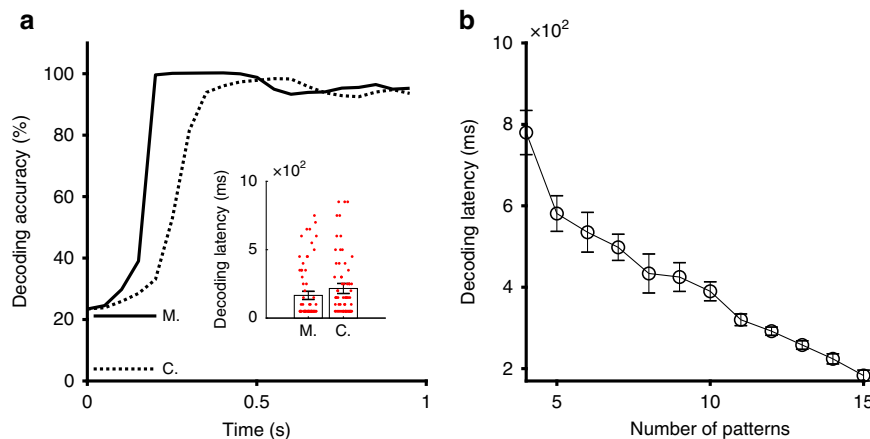 a
Decoding accuracy (%)
100
80
60
40
20
0
M.
C.
0
0.5
1
Time (s)
×10²
Decoding latency (ms)
10
5
0
M.
C.
b
×10²
Decoding latency (ms)
10
8
6
4
2
5
10
15
Number of patterns